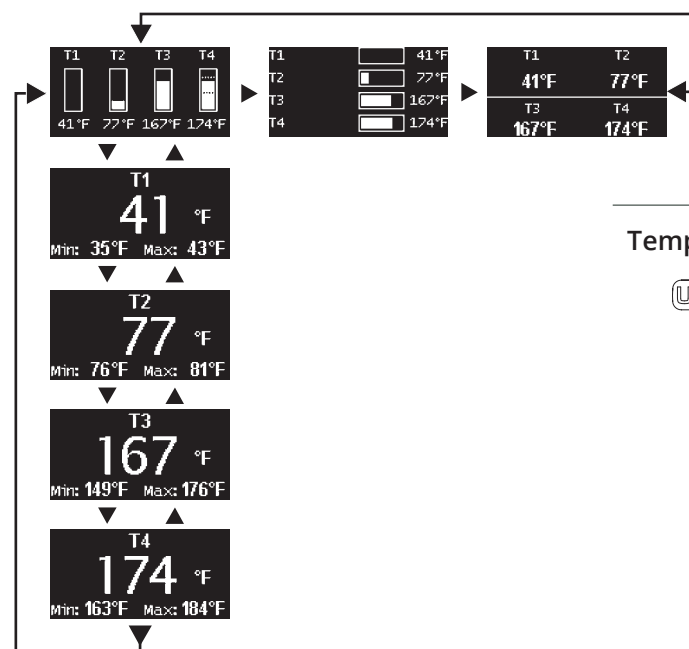 T1 T2 T3 T4
41°F 77°F 167°F 174°F
T1 41°F
T2 77°F
T3 167°F
T4 174°F
T1 T2
41°F 77°F
T3 T4
167°F 174°F
T1
41 °F
Min: 35°F Max: 43°F
T2
77 °F
Min: 76°F Max: 81°F
T3
167 °F
Min: 149°F Max: 176°F
T4
174 °F
Min: 163°F Max: 184°F